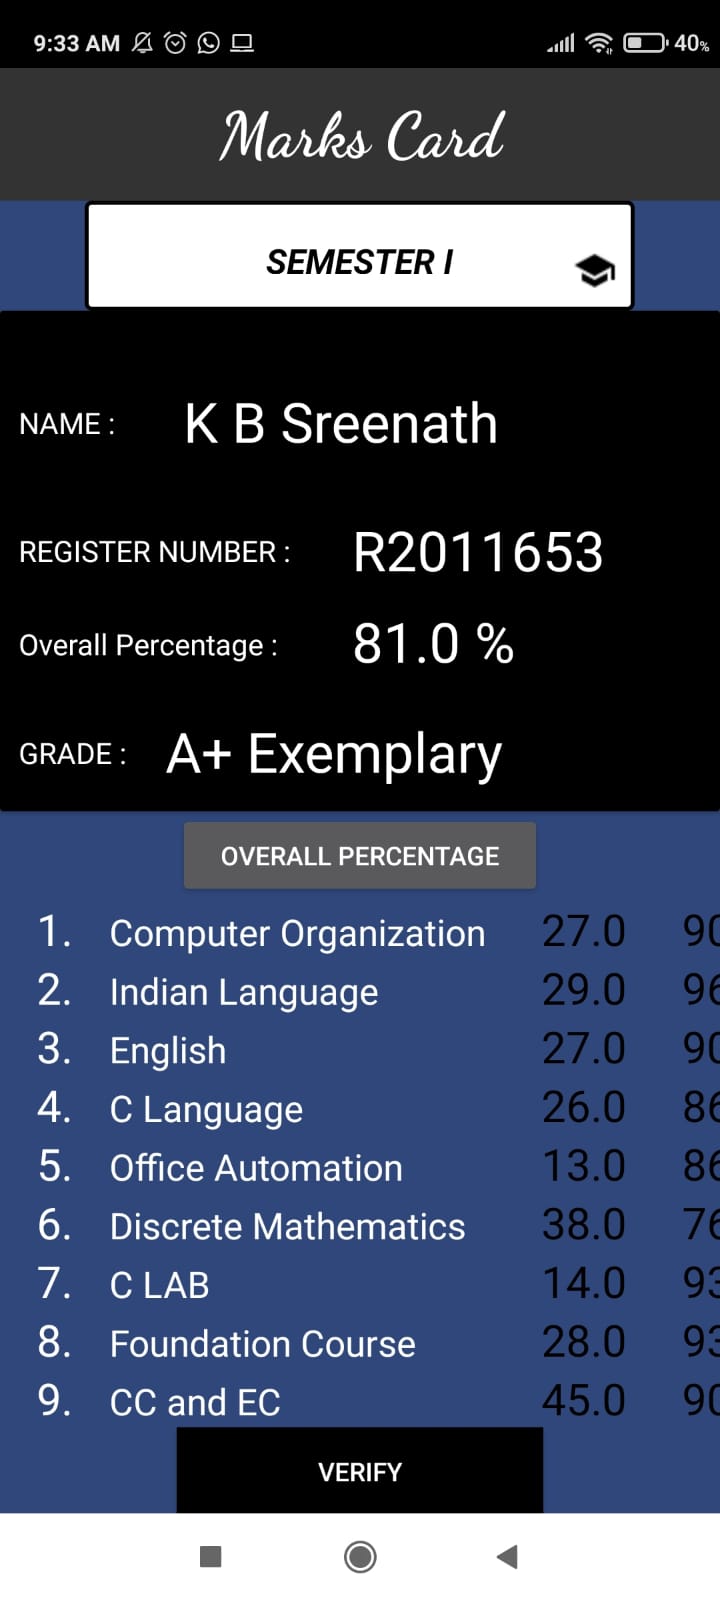 9:33 AM 40%
Marks Card
SEMESTER I
NAME : K B Sreenath
REGISTER NUMBER : R2011653
Overall Percentage : 81.0 %
GRADE : A+ Exemplary
OVERALL PERCENTAGE
1. Computer Organization 27.0 90
2. Indian Language 29.0 96
3. English 27.0 90
4. C Language 26.0 86
5. Office Automation 13.0 86
6. Discrete Mathematics 38.0 76
7. C LAB 14.0 93
8. Foundation Course 28.0 93
9. CC and EC 45.0 90
VERIFY